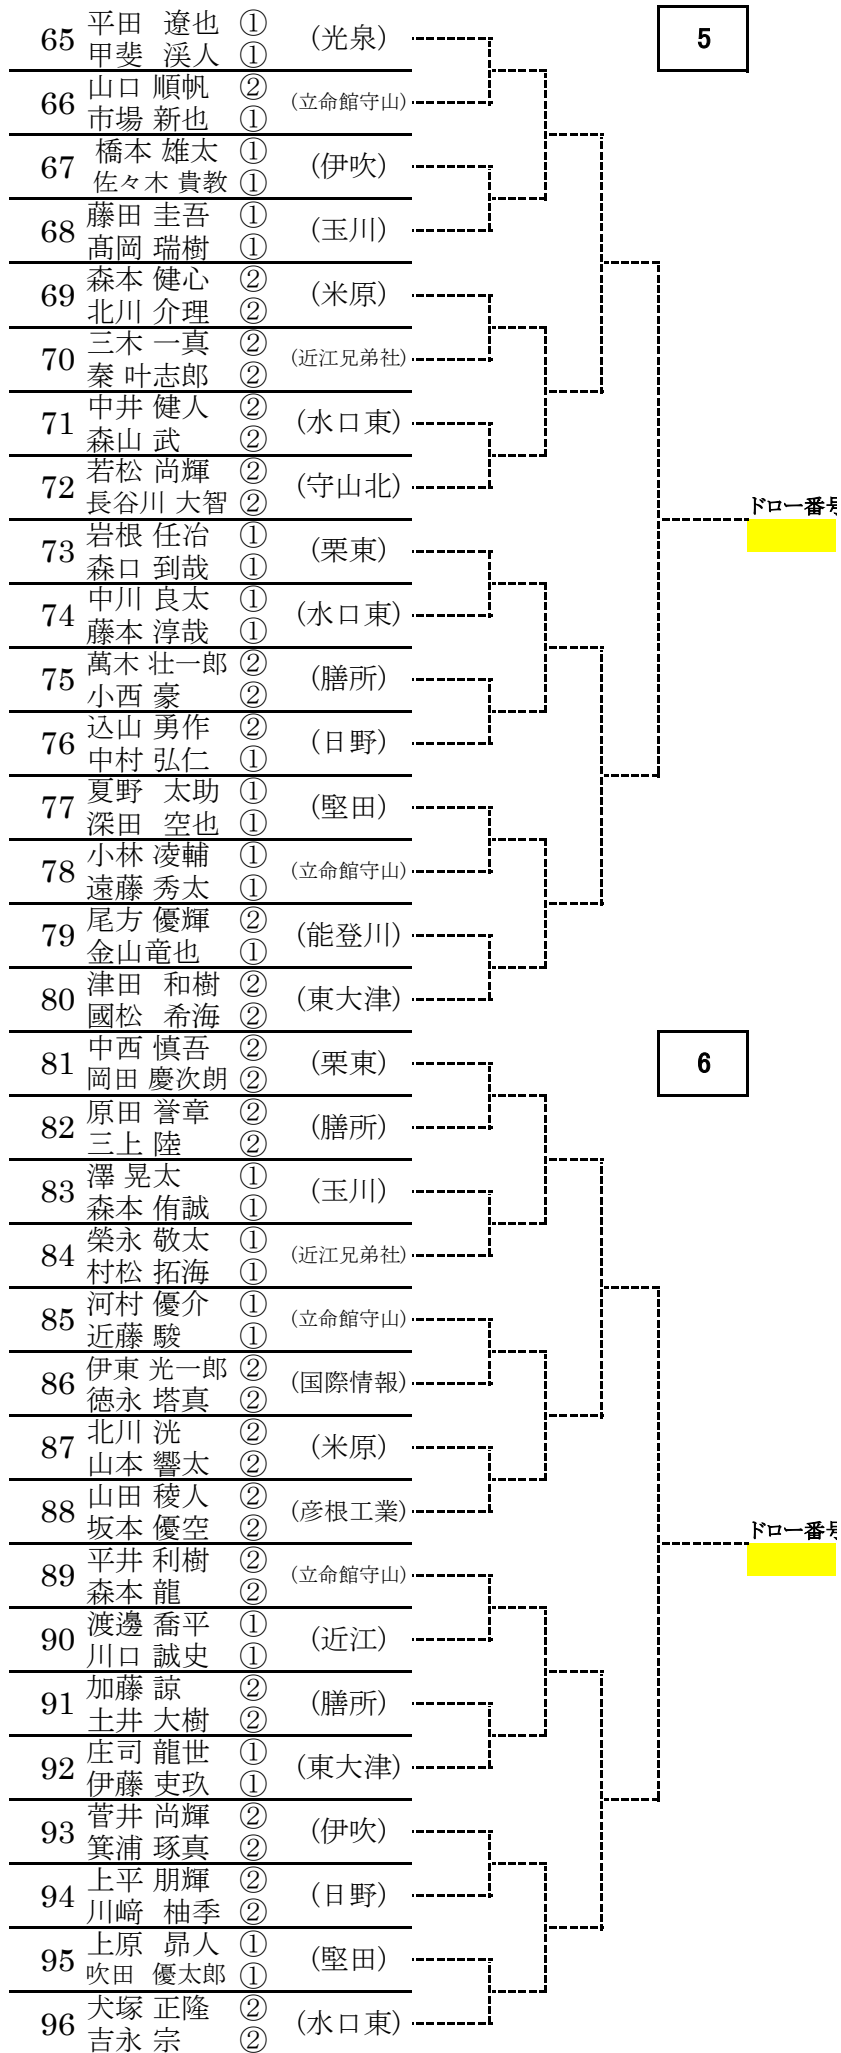 65 平田 遼也 ① (光泉) 5
甲斐 渓人 ①
66 山口 順帆 ② (立命館守山)
市場 新也 ①
67 橋本 雄太 ① (伊吹)
佐々木 貴教 ①
68 藤田 圭吾 ① (玉川)
髙岡 瑞樹 ①
69 森本 健心 ② (米原)
北川 介理 ②
70 三木 一真 ② (近江兄弟社)
秦 叶志郎 ②
71 中井 健人 ② (水口東)
森山 武 ②
72 若松 尚輝 ② (守山北)
長谷川 大智 ②
ドロー番号
73 岩根 任冶 ① (栗東)
森口 到哉 ①
74 中川 良太 ① (水口東)
藤本 淳哉 ①
75 萬木 壮一郎 ② (膳所)
小西 豪 ②
76 込山 勇作 ② (日野)
中村 弘仁 ①
77 夏野 太助 ① (堅田)
深田 空也 ①
78 小林 凌輔 ① (立命館守山)
遠藤 秀太 ①
79 尾方 優輝 ② (能登川)
金山竜也 ①
80 津田 和樹 ② (東大津)
國松 希海 ②
81 中西 慎吾 ② (栗東) 6
岡田 慶次朗 ②
82 原田 誉章 ② (膳所)
三上 陸 ②
83 澤 晃太 ① (玉川)
森本 侑誠 ①
84 榮永 敬太 ① (近江兄弟社)
村松 拓海 ①
85 河村 優介 ① (立命館守山)
近藤 駿 ①
86 伊東 光一郎 ② (国際情報)
徳永 塔真 ②
87 北川 洸 ② (米原)
山本 響太 ②
88 山田 稜人 ② (彦根工業)
坂本 優空 ②
ドロー番号
89 平井 利樹 ② (立命館守山)
森本 龍 ②
90 渡邊 喬平 ① (近江)
川口 誠史 ①
91 加藤 諒 ② (膳所)
土井 大樹 ②
92 庄司 龍世 ① (東大津)
伊藤 吏玖 ①
93 菅井 尚輝 ② (伊吹)
箕浦 琢真 ②
94 上平 朋輝 ② (日野)
川﨑 柚季 ②
95 上原 昴人 ① (堅田)
吹田 優太郎 ①
96 犬塚 正隆 ② (水口東)
吉永 宗 ②